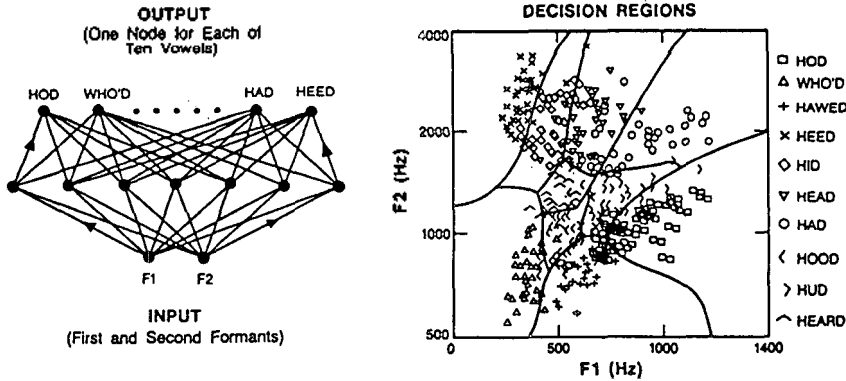 OUTPUT
(One Node for Each of
Ten Vowels)
HOD WHO'D HAD HEED
F1 F2
INPUT
(First and Second Formants)
DECISION REGIONS
4000
2000
1000
500
F2 (Hz)
0 500 1000 1400
F1 (Hz)
HOD
WHO'D
HAWED
HEED
HID
HEAD
HAD
HOOD
HUD
HEARD